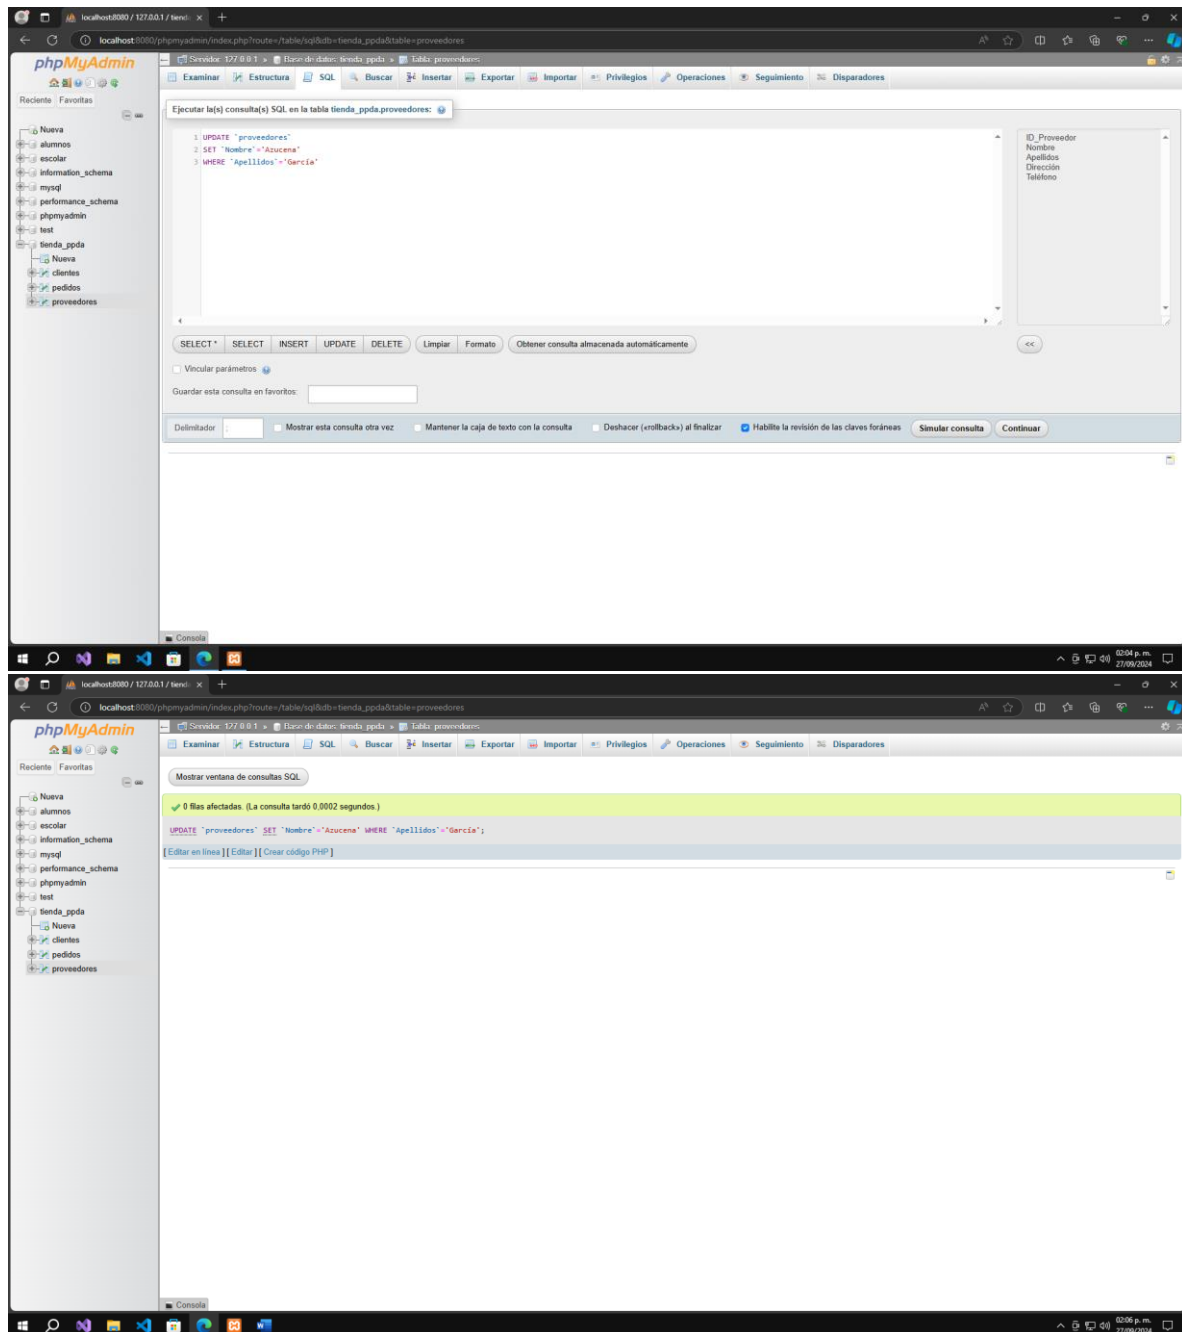 localhost:8080 / 127.0.0.1 / tiend
localhost:8080/phpmyadmin/index.php?route=/table/sql&db=tienda_ppda&table=proveedores
phpMyAdmin
Reciente Favoritas
Nueva
alumnos
escolar
information_schema
mysql
performance_schema
phpmyadmin
test
tienda_ppda
Nueva
clientes
pedidos
proveedores
Servidor: 127.0.0.1 » Base de datos: tienda_ppda » Tabla: proveedores
Examinar Estructura SQL Buscar Insertar Exportar Importar Privilegios Operaciones Seguimiento Disparadores
Ejecutar la(s) consulta(s) SQL en la tabla tienda_ppda.proveedores:
1 UPDATE `proveedores`
2 SET `Nombre`='Azucena'
3 WHERE `Apellidos`='García'
ID_Proveedor
Nombre
Apellidos
Dirección
Teléfono
SELECT * SELECT INSERT UPDATE DELETE Limpiar Formato Obtener consulta almacenada automáticamente <<
Vincular parámetros
Guardar esta consulta en favoritos:
Delimitador ; Mostrar esta consulta otra vez Mantener la caja de texto con la consulta Deshacer («rollback») al finalizar Habilite la revisión de las claves foráneas Simular consulta Continuar
Consola
02:04 p. m.
27/09/2024
localhost:8080 / 127.0.0.1 / tiend
localhost:8080/phpmyadmin/index.php?route=/table/sql&db=tienda_ppda&table=proveedores
phpMyAdmin
Reciente Favoritas
Nueva
alumnos
escolar
information_schema
mysql
performance_schema
phpmyadmin
test
tienda_ppda
Nueva
clientes
pedidos
proveedores
Servidor: 127.0.0.1 » Base de datos: tienda_ppda » Tabla: proveedores
Examinar Estructura SQL Buscar Insertar Exportar Importar Privilegios Operaciones Seguimiento Disparadores
Mostrar ventana de consultas SQL
0 filas afectadas. (La consulta tardó 0,0002 segundos.)
UPDATE `proveedores` SET `Nombre`='Azucena' WHERE `Apellidos`='García';
[ Editar en línea ] [ Editar ] [ Crear código PHP ]
Consola
02:06 p. m.
27/09/2024